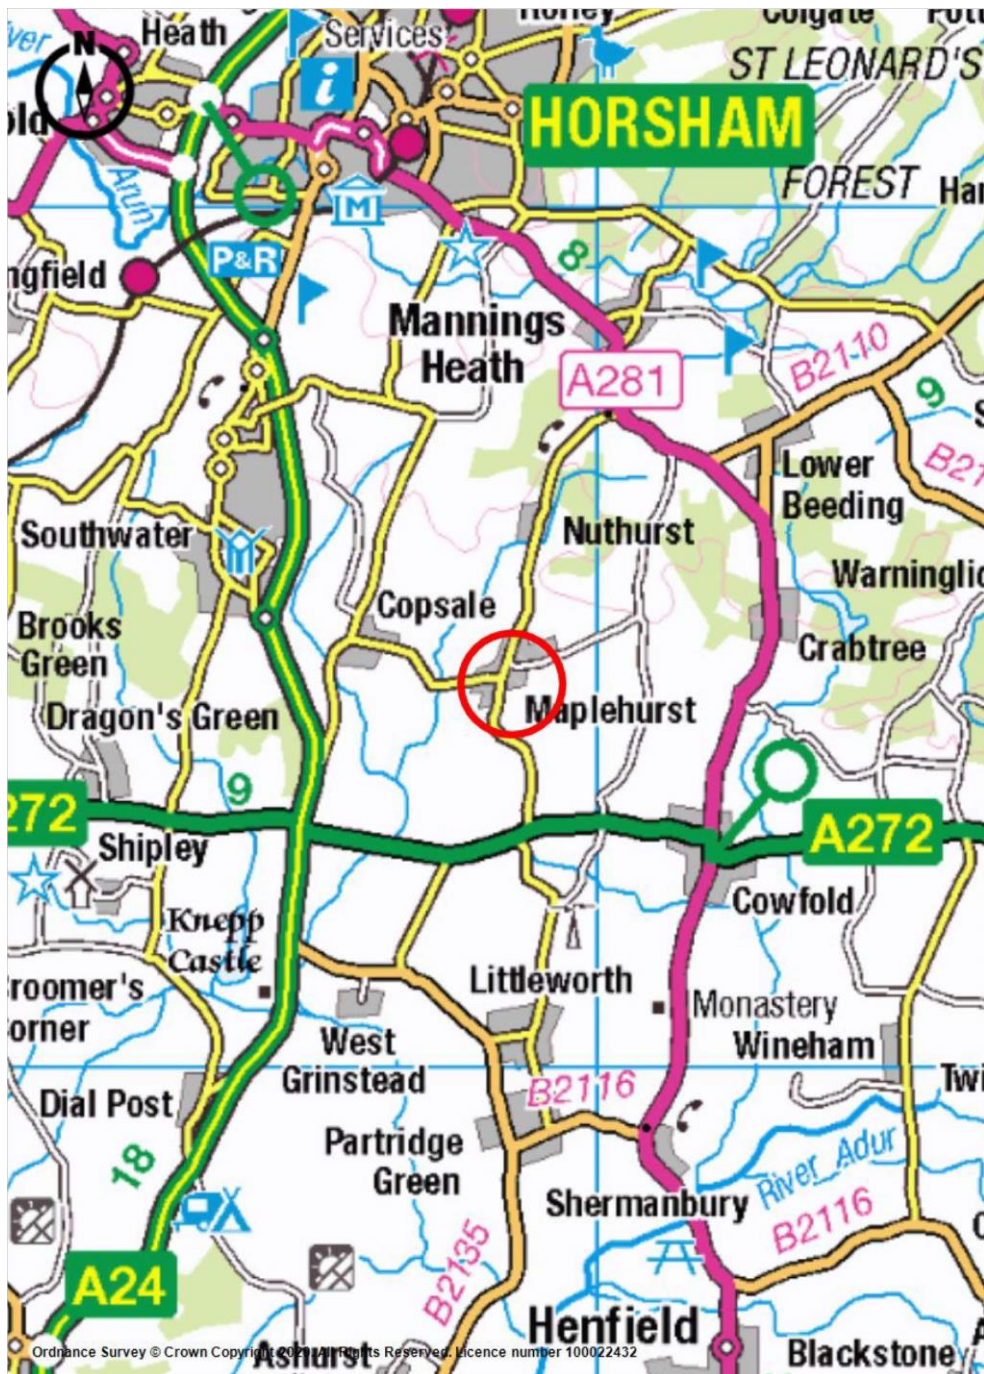 Heath
Services
Horley
Colgate
ST LEONARD'S
FOREST
N
i
HORSHAM
Arun
M
P&R
8
Mannings
Heath
A281
B2110
9
Lower
Beeding
Nuthurst
Southwater
Copsale
Crabtree
Brooks
Green
Maplehurst
Dragon's Green
9
A272
Shipley
Cowfold
Knepp
Castle
Littleworth
Monastery
West
Grinstead
Wineham
B2116
Dial Post
Partridge
Green
River Adur
18
Shermanbury
B2116
B2135
A24
Henfield
Ashurst
Blackstone
Ordnance Survey © Crown Copyright 2020. All Rights Reserved. Licence number 100022432